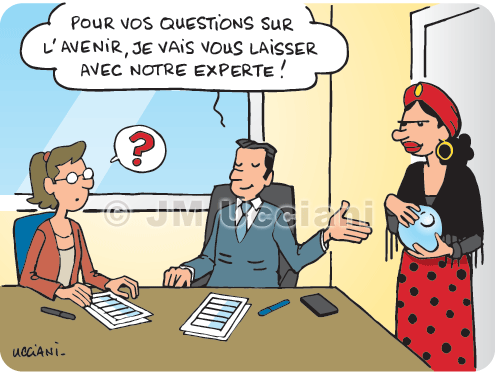 POUR VOS QUESTIONS SUR
L'AVENIR, JE VAIS VOUS LAISSER
AVEC NOTRE EXPERTE !
?
© JM Ucciani
UCCIANI-